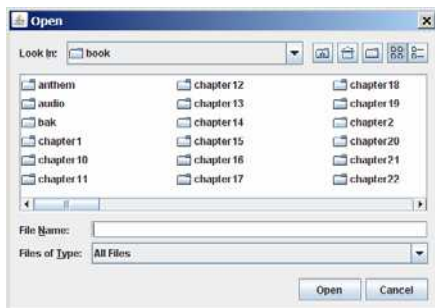 Open
Look In: book
anthem chapter12 chapter18
audio chapter13 chapter19
bak chapter14 chapter2
chapter1 chapter15 chapter20
chapter10 chapter16 chapter21
chapter11 chapter17 chapter22
File Name:
Files of Type: All Files
Open Cancel